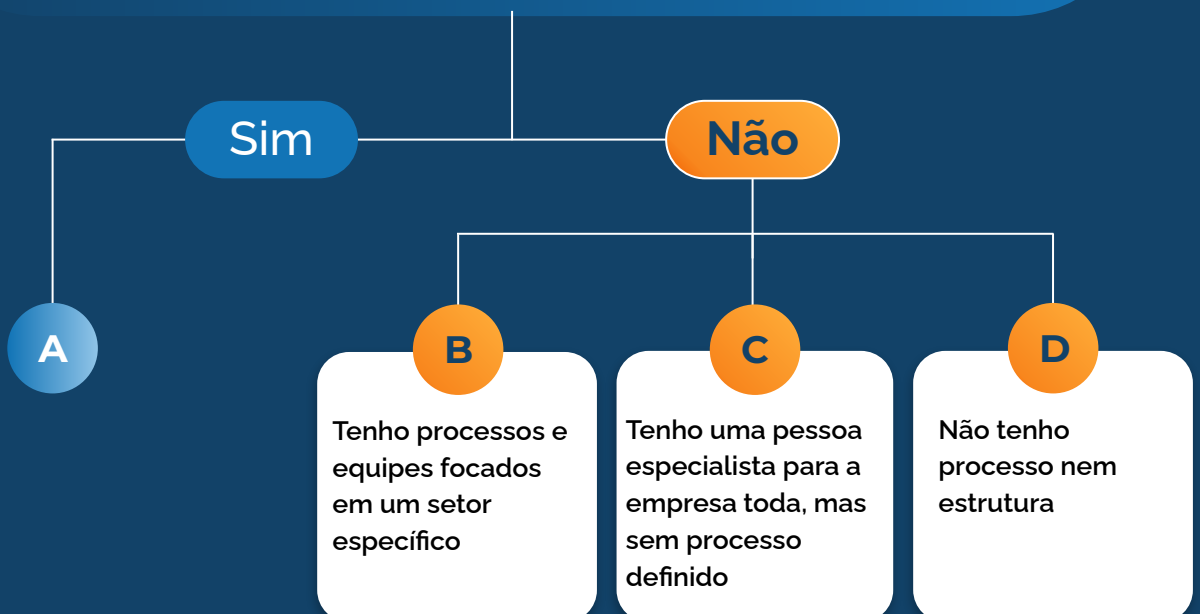 Sim
Não
A
B
Tenho processos e
equipes focados
em um setor
específico
C
Tenho uma pessoa
especialista para a
empresa toda, mas
sem processo
definido
D
Não tenho
processo nem
estrutura